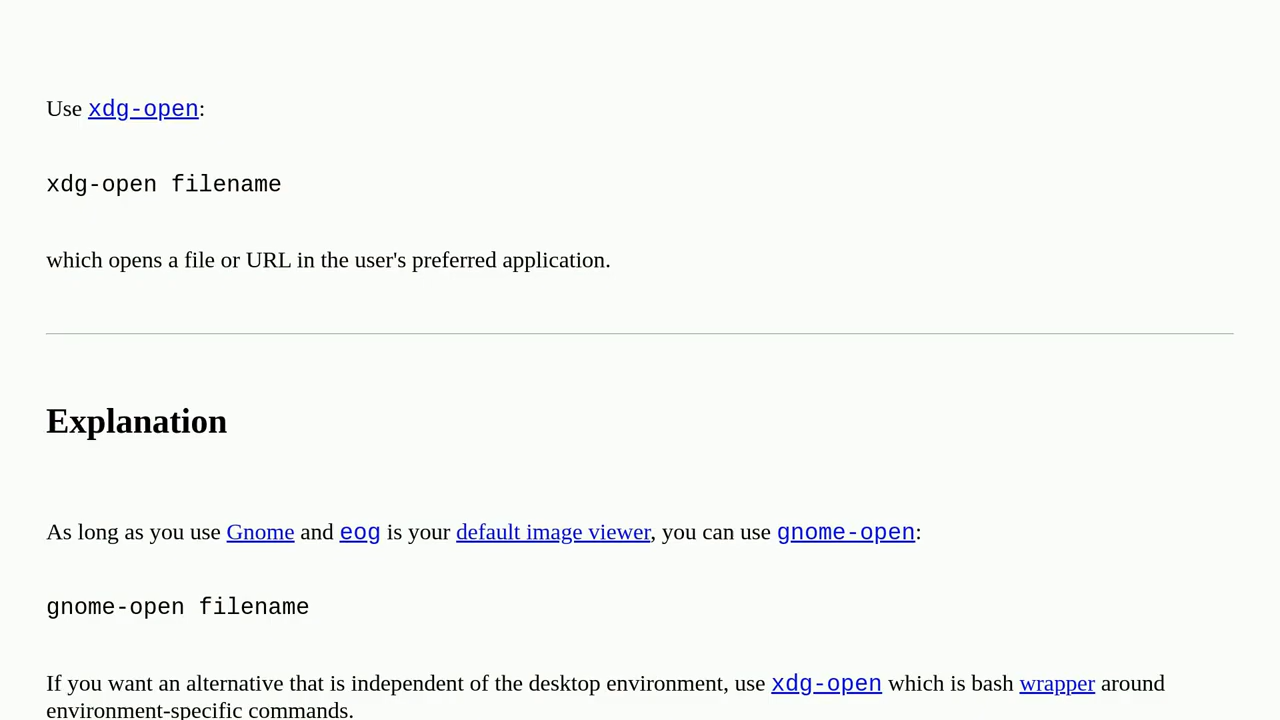 Use xdg-open:
xdg-open filename
which opens a file or URL in the user's preferred application.
Explanation
As long as you use Gnome and eog is your default image viewer, you can use gnome-open:
gnome-open filename
If you want an alternative that is independent of the desktop environment, use xdg-open which is bash wrapper around
environment-specific commands.